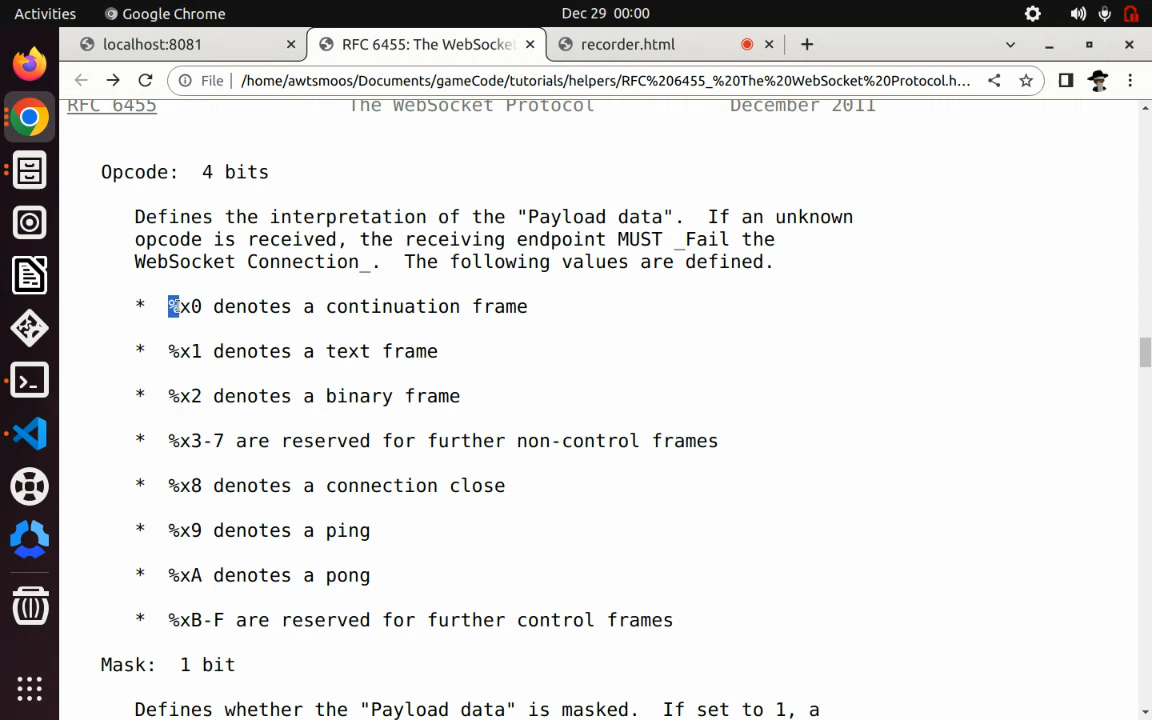 Activities
Google Chrome
Dec 29 00:00
localhost:8081
RFC 6455: The WebSocket
recorder.html
File
/home/awtsmoos/Documents/gameCode/tutorials/helpers/RFC%206455_%20The%20WebSocket%20Protocol.h...
RFC 6455 The WebSocket Protocol December 2011
Opcode: 4 bits
Defines the interpretation of the "Payload data". If an unknown
opcode is received, the receiving endpoint MUST _Fail the
WebSocket Connection_. The following values are defined.
* %x0 denotes a continuation frame
* %x1 denotes a text frame
* %x2 denotes a binary frame
* %x3-7 are reserved for further non-control frames
* %x8 denotes a connection close
* %x9 denotes a ping
* %xA denotes a pong
* %xB-F are reserved for further control frames
Mask: 1 bit
Defines whether the "Payload data" is masked. If set to 1, a